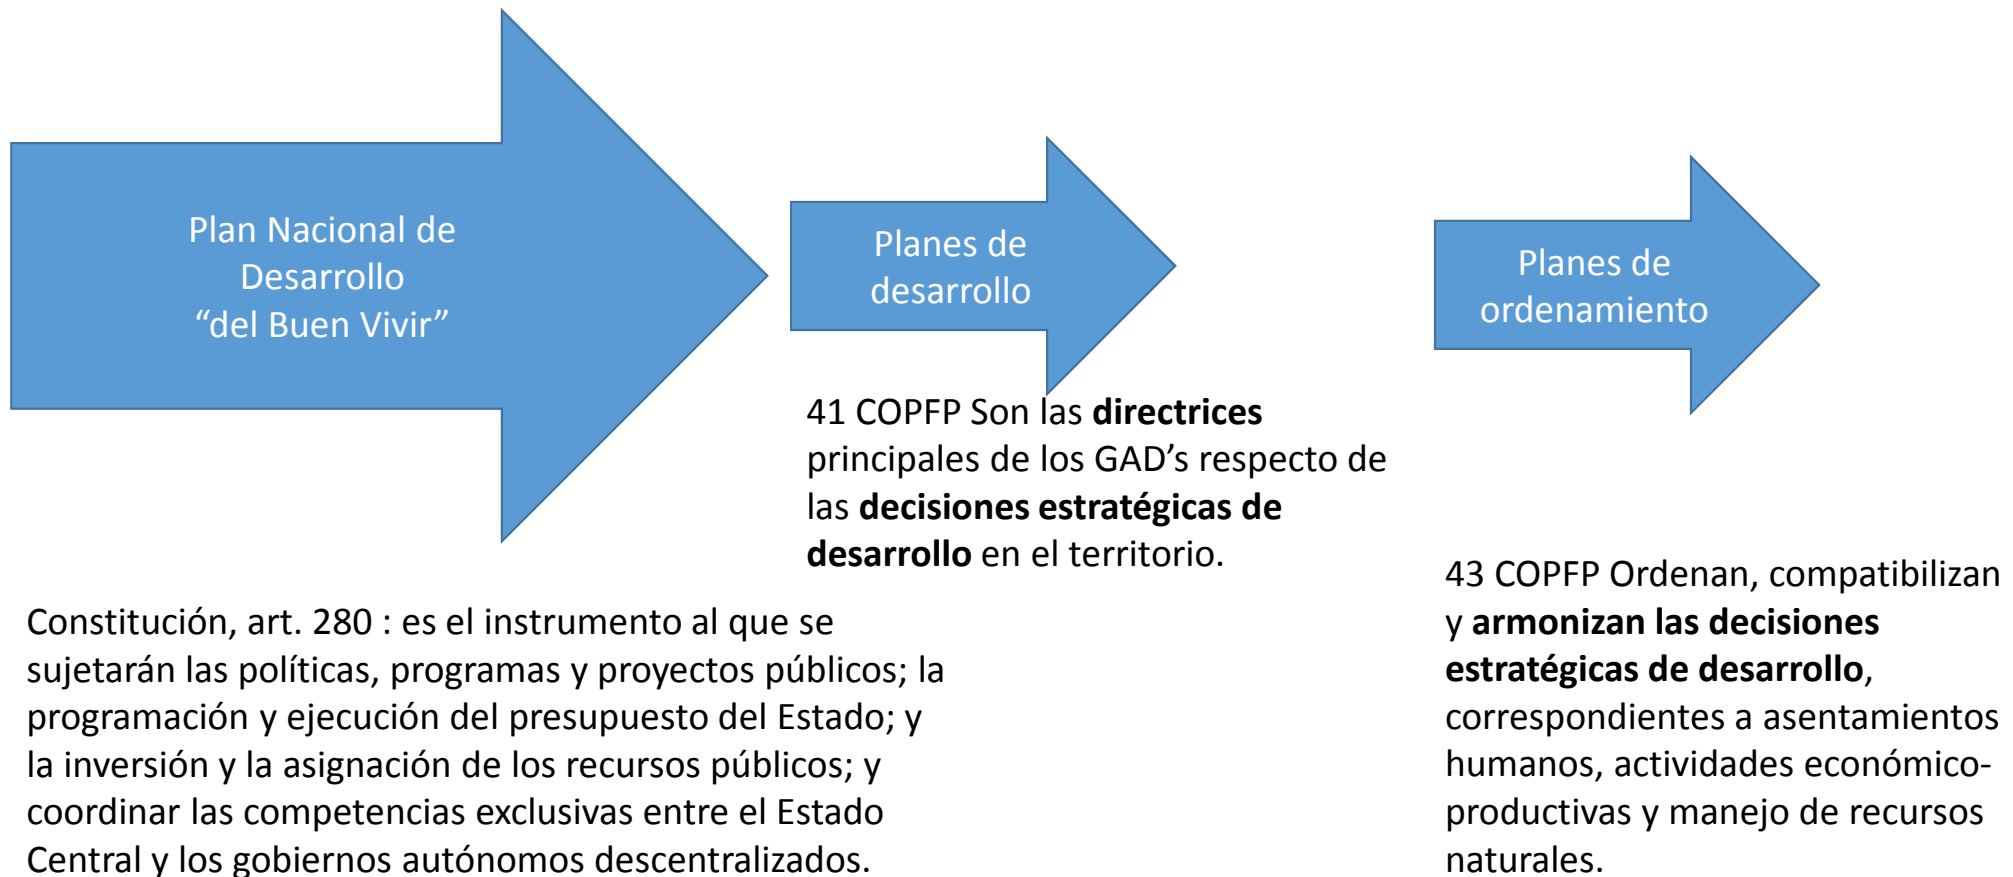 Plan Nacional de
Desarrollo
“del Buen Vivir”
Planes de
desarrollo
Planes de
ordenamiento
41 COPFP Son las directrices
principales de los GAD’s respecto de
las decisiones estratégicas de
desarrollo en el territorio.
Constitución, art. 280 : es el instrumento al que se
sujetarán las políticas, programas y proyectos públicos; la
programación y ejecución del presupuesto del Estado; y
la inversión y la asignación de los recursos públicos; y
coordinar las competencias exclusivas entre el Estado
Central y los gobiernos autónomos descentralizados.
43 COPFP Ordenan, compatibilizan
y armonizan las decisiones
estratégicas de desarrollo,
correspondientes a asentamientos
humanos, actividades económico-
productivas y manejo de recursos
naturales.